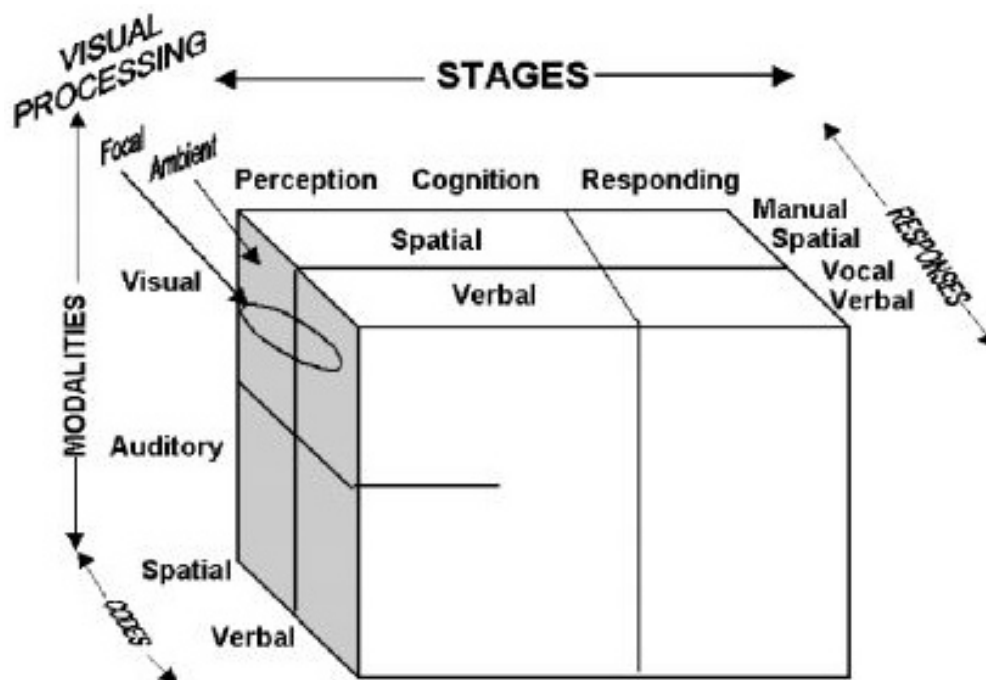 VISUAL
PROCESSING
STAGES
Focal
Ambient
Perception Cognition Responding
Manual
Spatial
Vocal
Verbal
RESPONSES
Spatial
Verbal
Visual
MODALITIES
Auditory
Spatial
Verbal
CODES